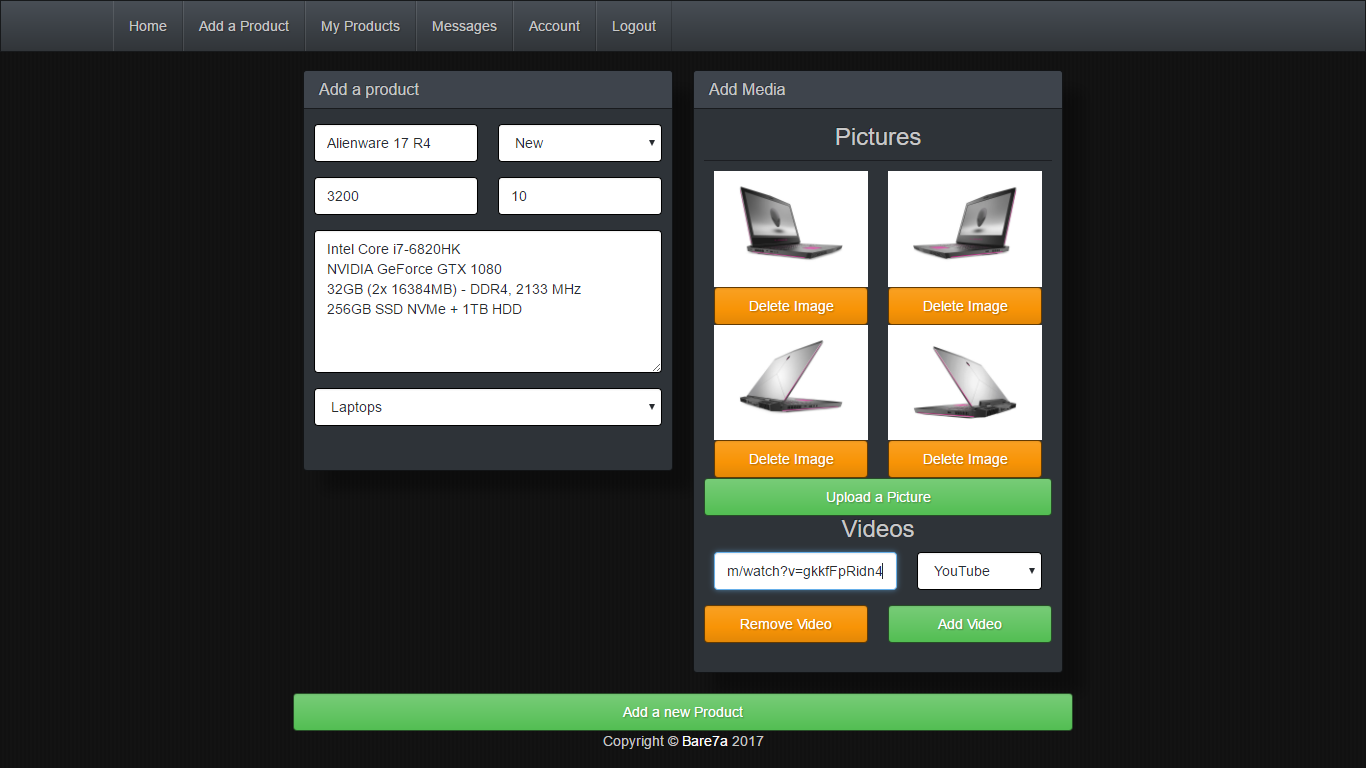 Home Add a Product My Products Messages Account Logout
Add a product
Alienware 17 R4 New
3200 10
Intel Core i7-6820HK
NVIDIA GeForce GTX 1080
32GB (2x 16384MB) - DDR4, 2133 MHz
256GB SSD NVMe + 1TB HDD
Laptops
Add Media
Pictures
Delete Image Delete Image
Delete Image Delete Image
Upload a Picture
Videos
m/watch?v=gkkfFpRidn4 YouTube
Remove Video Add Video
Add a new Product
Copyright © Bare7a 2017